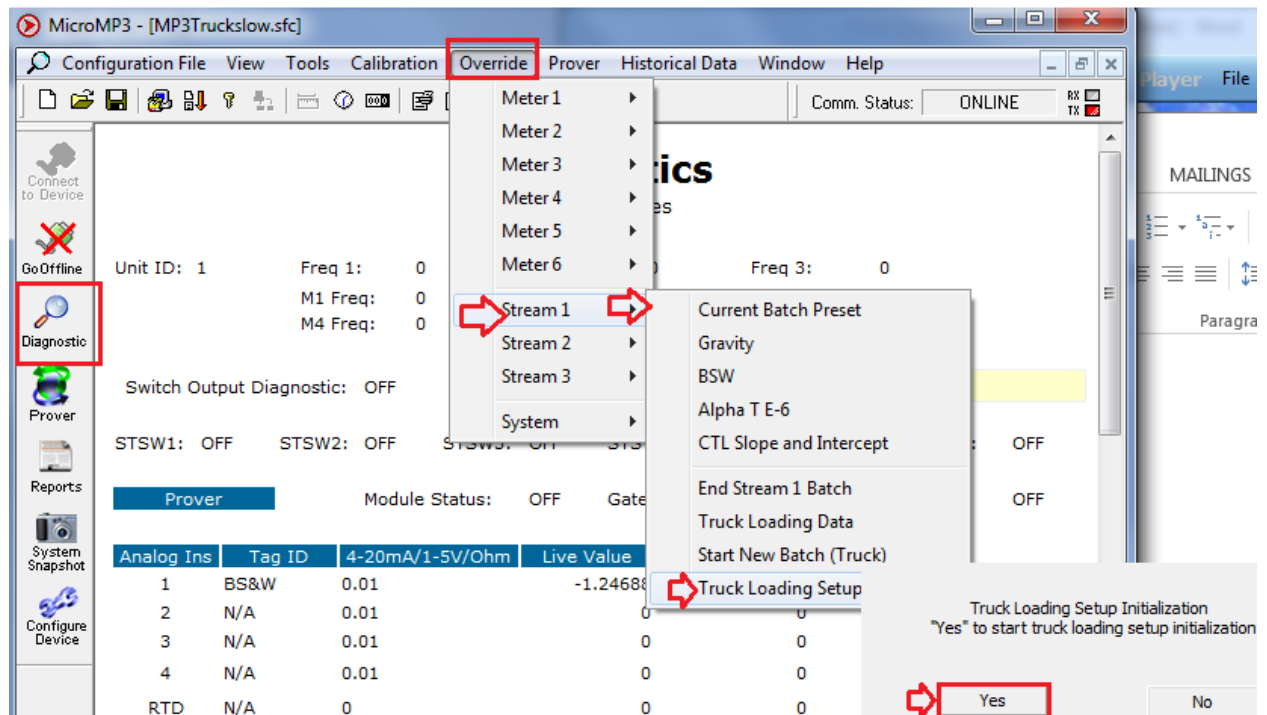 MicroMP3 - [MP3Truckslow.sfc]
Configuration File View Tools Calibration Override Prover Historical Data Window Help
Player File
Comm. Status: ONLINE RX TX
MAILINGS
Paragra
Connect to Device
Go Offline
Diagnostic
Prover
Reports
System Snapshot
Configure Device
Meter 1
Meter 2
Meter 3
Meter 4
Meter 5
Meter 6
Stream 1
Stream 2
Stream 3
System
Current Batch Preset
Gravity
BSW
Alpha T E-6
CTL Slope and Intercept
End Stream 1 Batch
Truck Loading Data
Start New Batch (Truck)
Truck Loading Setup
tics
es
Unit ID: 1 Freq 1: 0 Freq 3: 0
M1 Freq: 0
M4 Freq: 0
Switch Output Diagnostic: OFF
STSW1: OFF STSW2: OFF OFF
Prover Module Status: OFF Gate OFF
Analog Ins Tag ID 4-20mA/1-5V/Ohm Live Value
1 BS&W 0.01 -1.24688
2 N/A 0.01 0 0
3 N/A 0.01 0 0
4 N/A 0.01 0 0
RTD N/A 0 0 0
Truck Loading Setup Initialization
"Yes" to start truck loading setup initialization
Yes No